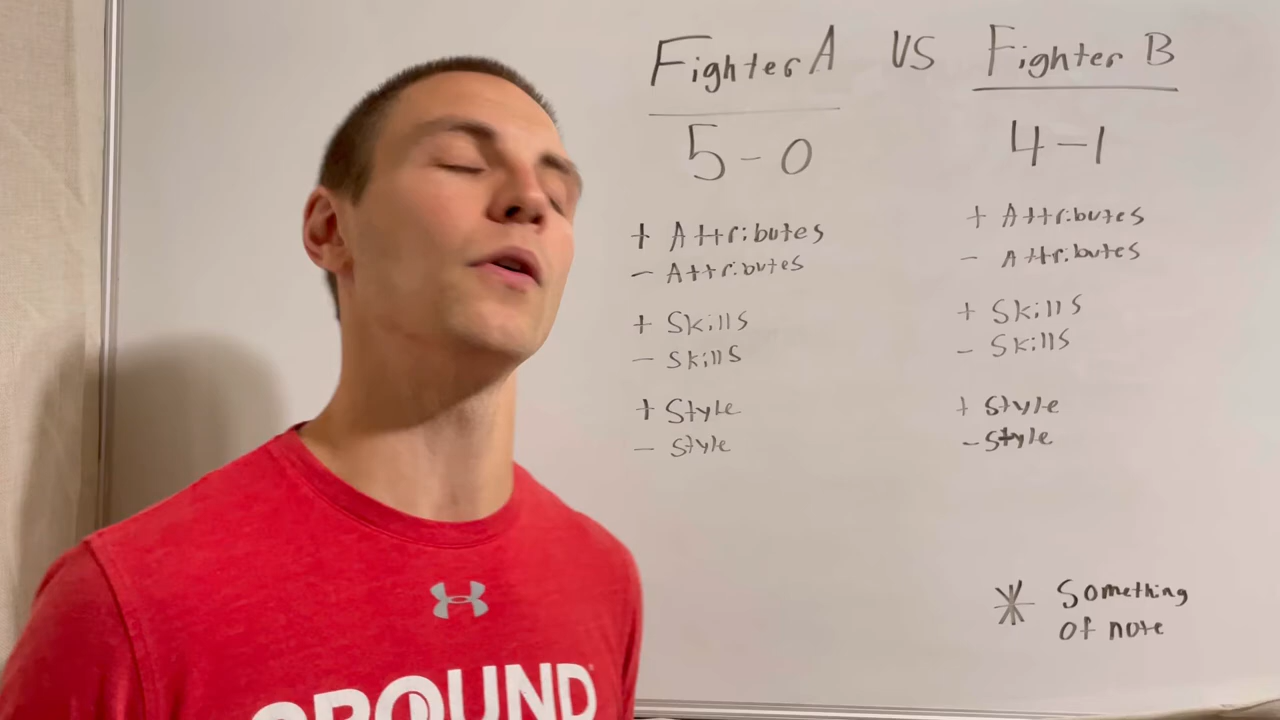 Fighter A VS Fighter B
5-0 4-1
+ Attributes
- Attributes
+ Skills
- Skills
+ Style
- Style
+ Attributes
- Attributes
+ Skills
- Skills
+ Style
- Style
* Something
of note
GROUND